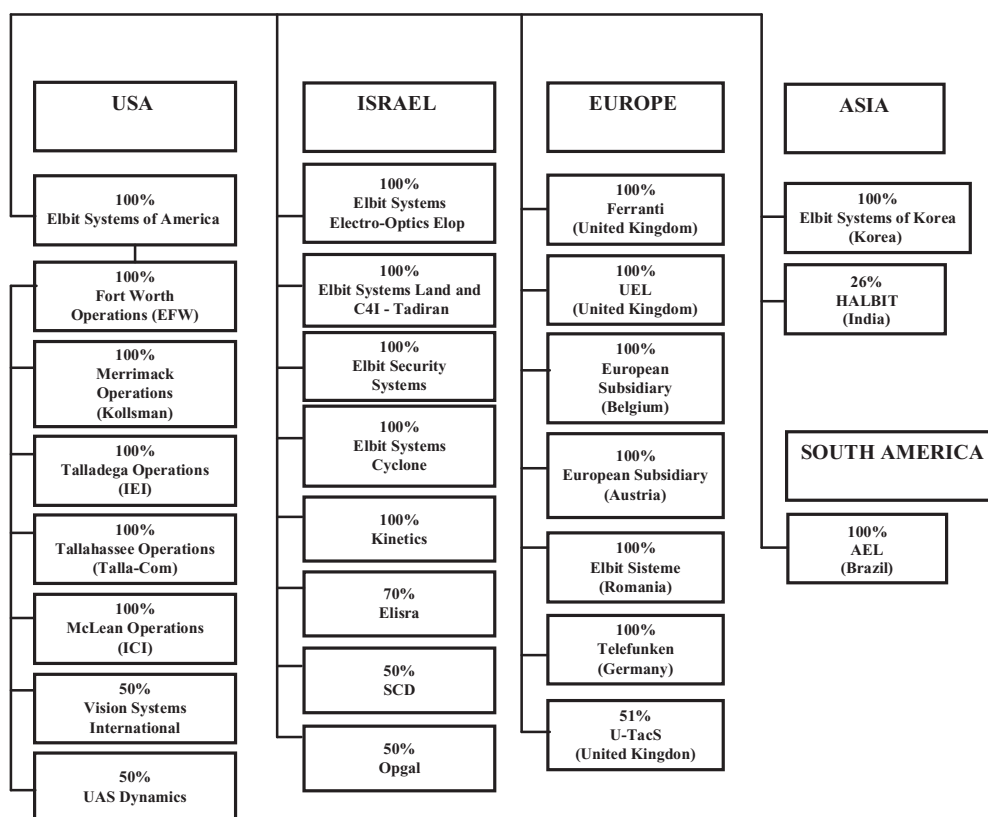 USA
100%
Elbit Systems of America
100%
Fort Worth
Operations (EFW)
100%
Merrimack
Operations
(Kollsman)
100%
Talladega Operations
(IEI)
100%
Tallahassee Operations
(Talla-Com)
100%
McLean Operations
(ICI)
50%
Vision Systems
International
50%
UAS Dynamics
ISRAEL
100%
Elbit Systems
Electro-Optics Elop
100%
Elbit Systems Land and
C4I - Tadiran
100%
Elbit Security
Systems
100%
Elbit Systems
Cyclone
100%
Kinetics
70%
Elisra
50%
SCD
50%
Opgal
EUROPE
100%
Ferranti
(United Kingdom)
100%
UEL
(United Kingdom)
100%
European
Subsidiary
(Belgium)
100%
European Subsidiary
(Austria)
100%
Elbit Sisteme
(Romania)
100%
Telefunken
(Germany)
51%
U-TacS
(United Kingdon)
ASIA
100%
Elbit Systems of Korea
(Korea)
26%
HALBIT
(India)
SOUTH AMERICA
100%
AEL
(Brazil)